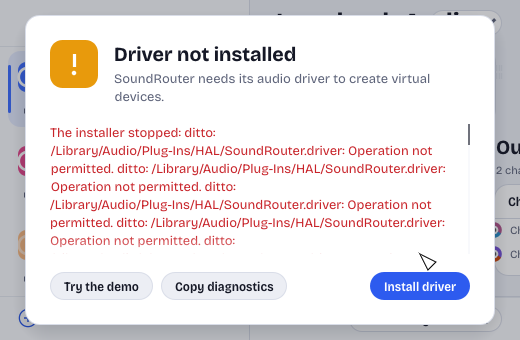 Driver not installed
SoundRouter needs its audio driver to create virtual
devices.
The installer stopped: ditto:
/Library/Audio/Plug-Ins/HAL/SoundRouter.driver: Operation not
permitted. ditto: /Library/Audio/Plug-Ins/HAL/SoundRouter.driver:
Operation not permitted. ditto:
/Library/Audio/Plug-Ins/HAL/SoundRouter.driver: Operation not
permitted. ditto: /Library/Audio/Plug-Ins/HAL/SoundRouter.driver:
Operation not permitted. ditto:
Try the demo
Copy diagnostics
Install driver